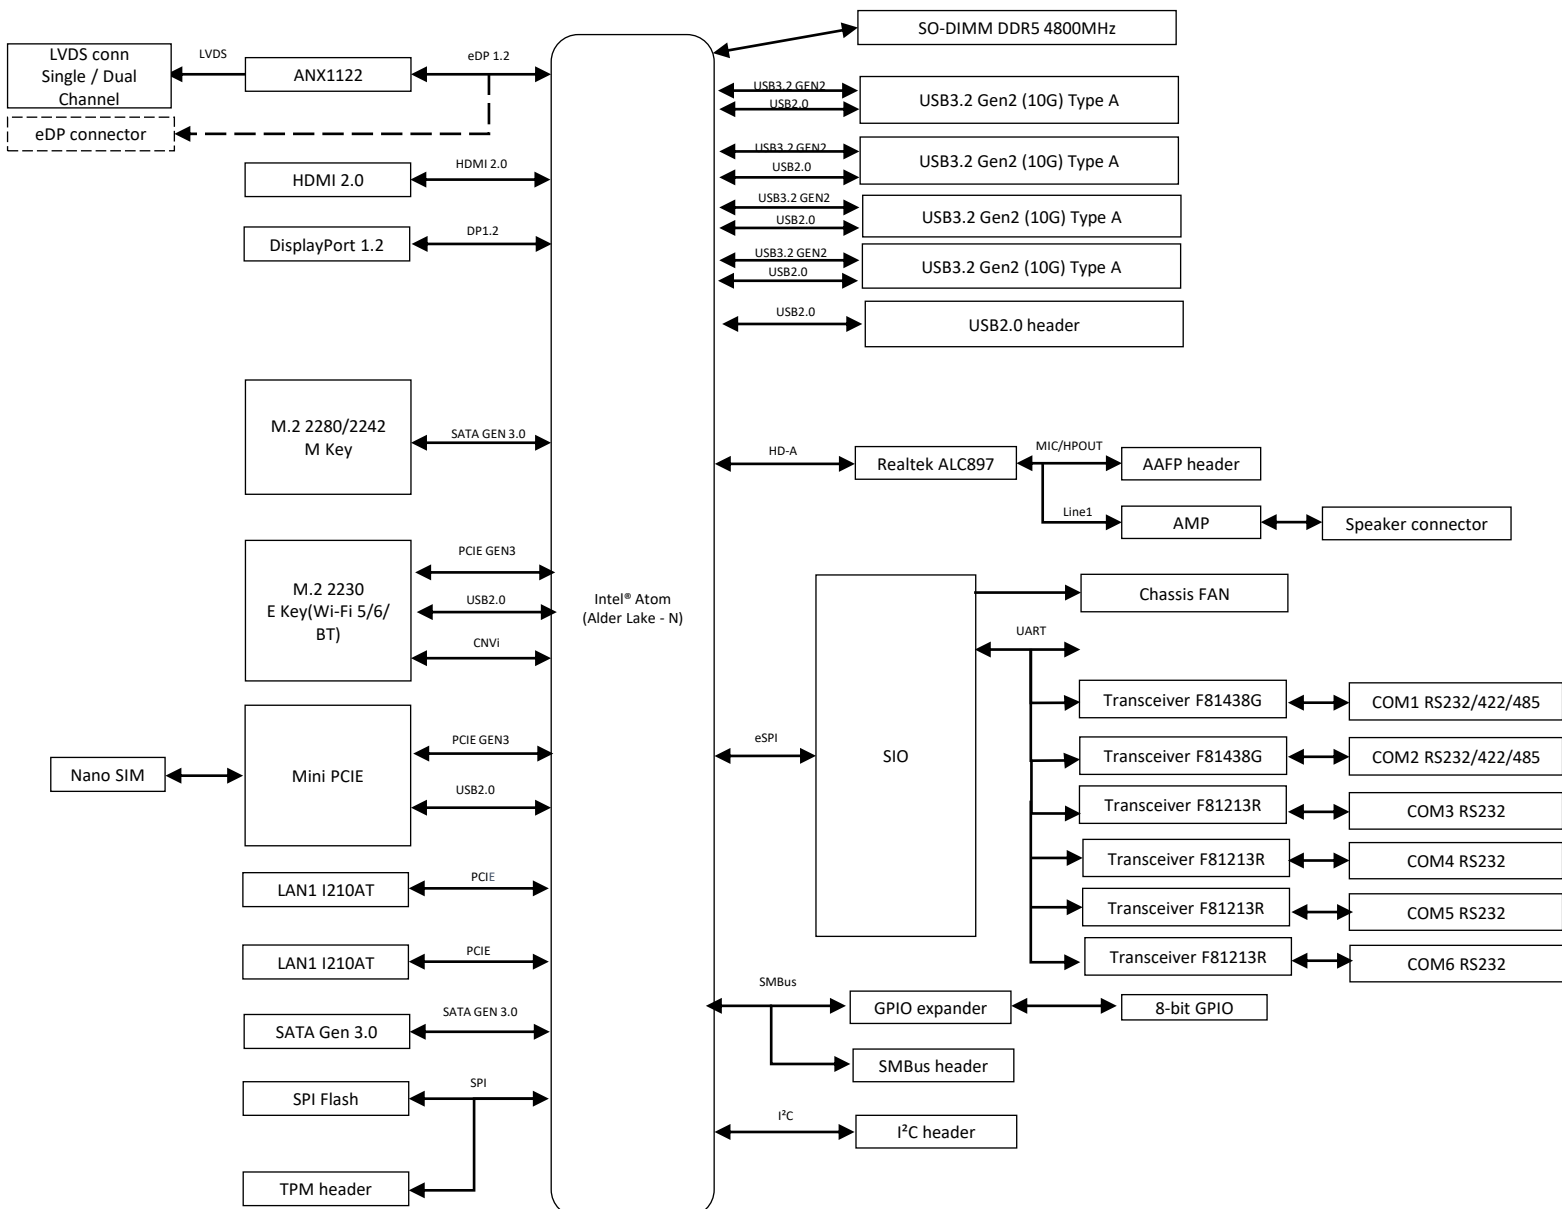 SO-DIMM DDR5 4800MHz
LVDS conn
Single / Dual
Channel
LVDS
ANX1122
eDP 1.2
eDP connector
HDMI 2.0
HDMI 2.0
DisplayPort 1.2
DP1.2
M.2 2280/2242
M Key
SATA GEN 3.0
M.2 2230
E Key(Wi-Fi 5/6/
BT)
PCIE GEN3
USB2.0
CNVi
Nano SIM
Mini PCIE
PCIE GEN3
USB2.0
LAN1 I210AT
PCIE
LAN1 I210AT
PCIE
SATA Gen 3.0
SATA GEN 3.0
SPI Flash
SPI
TPM header
Intel® Atom
(Alder Lake - N)
USB3.2 GEN2
USB2.0
USB3.2 Gen2 (10G) Type A
USB3.2 GEN2
USB2.0
USB3.2 Gen2 (10G) Type A
USB3.2 GEN2
USB2.0
USB3.2 Gen2 (10G) Type A
USB3.2 GEN2
USB2.0
USB3.2 Gen2 (10G) Type A
USB2.0
USB2.0 header
HD-A
Realtek ALC897
MIC/HPOUT
AAFP header
Line1
AMP
Speaker connector
eSPI
SIO
Chassis FAN
UART
Transceiver F81438G
COM1 RS232/422/485
Transceiver F81438G
COM2 RS232/422/485
Transceiver F81213R
COM3 RS232
Transceiver F81213R
COM4 RS232
Transceiver F81213R
COM5 RS232
Transceiver F81213R
COM6 RS232
SMBus
GPIO expander
8-bit GPIO
SMBus header
I²C
I²C header